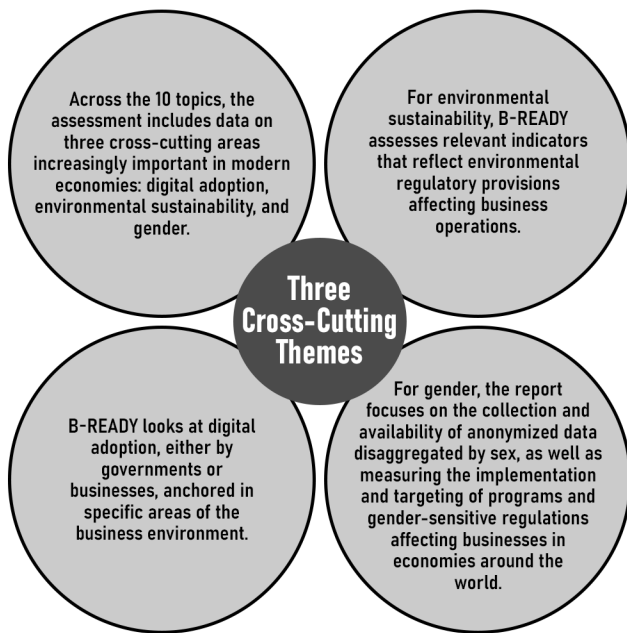 Across the 10 topics, the
assessment includes data on
three cross-cutting areas
increasingly important in modern
economies: digital adoption,
environmental sustainability, and
gender.
For environmental
sustainability, B-READY
assesses relevant indicators
that reflect environmental
regulatory provisions
affecting business
operations.
Three
Cross-Cutting
Themes
B-READY looks at digital
adoption, either by
governments or
businesses, anchored in
specific areas of the
business environment.
For gender, the report
focuses on the collection and
availability of anonymized data
disaggregated by sex, as well as
measuring the implementation
and targeting of programs and
gender-sensitive regulations
affecting businesses in
economies around the
world.